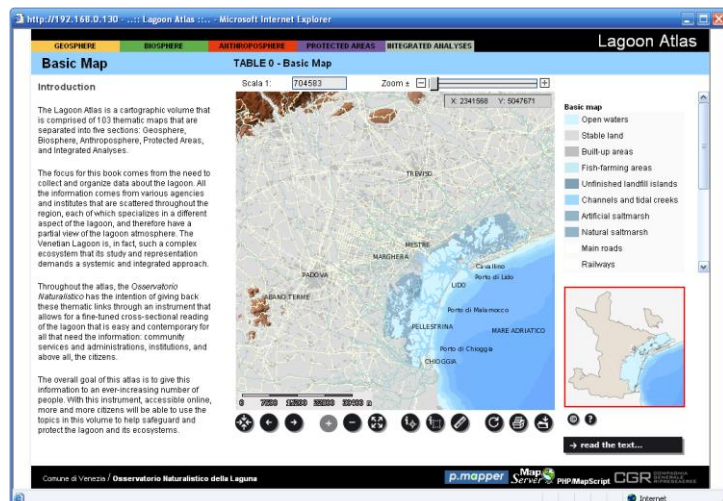 http://192.168.0.130 - ..:: Lagoon Atlas ::.. - Microsoft Internet Explorer
GEOSPHERE BIOSPHERE ANTHROPOSPHERE PROTECTED AREAS INTEGRATED ANALYSES Lagoon Atlas
Basic Map TABLE 0 - Basic Map
Introduction
The Lagoon Atlas is a cartographic volume that
is comprised of 103 thematic maps that are
separated into five sections: Geosphere,
Biosphere, Anthroposphere, Protected Areas,
and Integrated Analyses.
The focus for this book comes from the need to
collect and organize data about the lagoon. All
the information comes from various agencies
and institutes that are scattered throughout the
region, each of which specializes in a different
aspect of the lagoon, and therefore have a
partial view of the lagoon atmosphere. The
Venetian Lagoon is, in fact, such a complex
ecosystem that its study and representation
demands a systemic and integrated approach.
Throughout the atlas, the Osservatorio
Naturalistico has the intention of giving back
these thematic links through an instrument that
allows for a fine-tuned cross-sectional reading
of the lagoon that is easy and contemporary for
all that need the information: community
services and administrations, institutions, and
above all, the citizens.
The overall goal of this atlas is to give this
information to an ever-increasing number of
people. With this instrument, accessible online,
more and more citizens will be able to use the
topics in this volume to help safeguard and
protect the lagoon and its ecosystems.
Scala 1: 704583 Zoom ±
X: 2341568 Y: 5047671
TREVISO
MESTRE
MARGHERA
Cavallino
PADOVA
Porto di Lido
LIDO
ABANO TERME
Porto di Malamocco
PELLESTRINA
MARE ADRIATICO
Porto di Chioggia
CHIOGGIA
0 7600 15200 22800 30400 m
Basic map
Open waters
Stable land
Built-up areas
Fish-farming areas
Unfinished landfill islands
Channels and tidal creeks
Artificial saltmarsh
Natural saltmarsh
Main roads
Railways
© ?
→ read the text...
Comune di Venezia / Osservatorio Naturalistico della Laguna
p.mapper MapServer PHP/MapScript CGR COMPAGNIA GENERALE RIPRESEAEREE
Internet